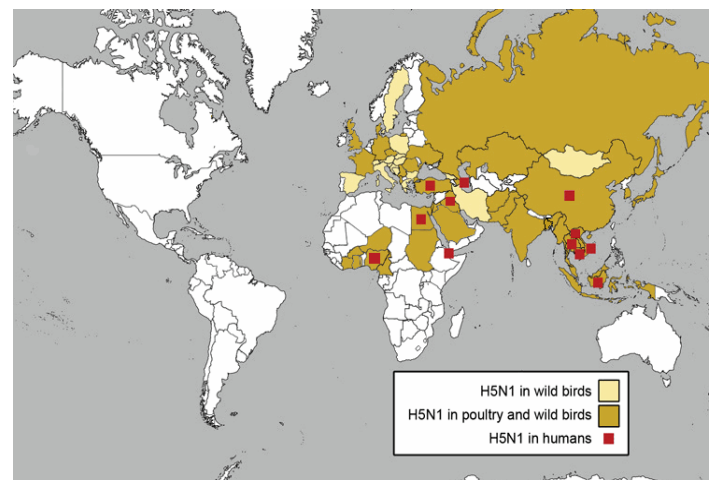 H5N1 in wild birds
H5N1 in poultry and wild birds
H5N1 in humans